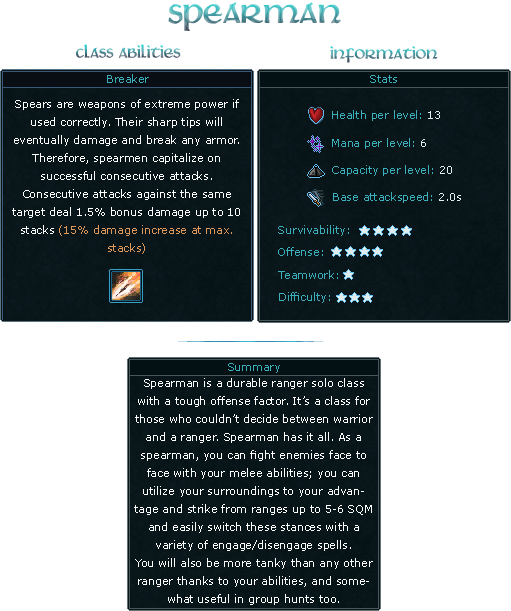 SPEARMAN
CLASS ABILITIES
Breaker
Spears are weapons of extreme power if
used correctly. Their sharp tips will
eventually damage and break any armor.
Therefore, spearmen capitalize on
successful consecutive attacks.
Consecutive attacks against the same
target deal 1.5% bonus damage up to 10
stacks (15% damage increase at max.
stacks)
INFORMATION
Stats
Health per level: 13
Mana per level: 6
Capacity per level: 20
Base attackspeed: 2.0s
Survivability:
Offense:
Teamwork:
Difficulty:
Summary
Spearman is a durable ranger solo class
with a tough offense factor. It's a class for
those who couldn't decide between warrior
and a ranger. Spearman has it all. As a
spearman, you can fight enemies face to
face with your melee abilities; you can
utilize your surroundings to your advan-
tage and strike from ranges up to 5-6 SQM
and easily switch these stances with a
variety of engage/disengage spells.
You will also be more tanky than any other
ranger thanks to your abilities, and some-
what useful in group hunts too.